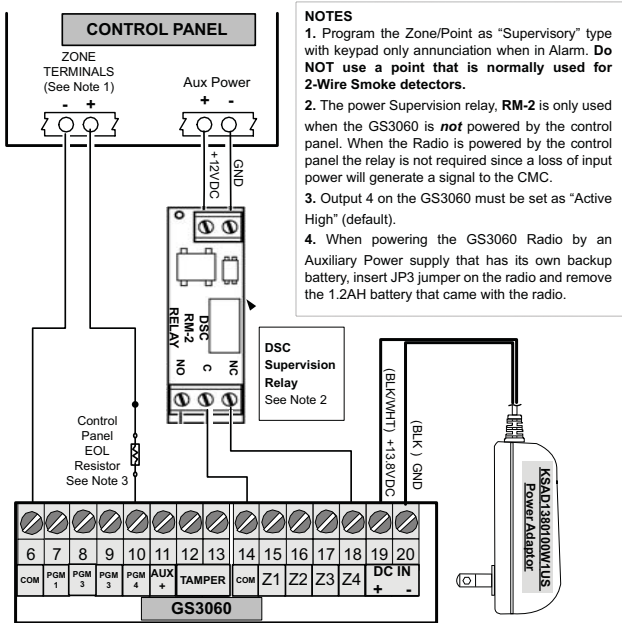 CONTROL PANEL
ZONE
TERMINALS
(See Note 1)
- +
Aux Power
+ -
+12VDC
GND
NOTES
1. Program the Zone/Point as “Supervisory” type
with keypad only annunciation when in Alarm. Do
NOT use a point that is normally used for
2-Wire Smoke detectors.
2. The power Supervision relay, RM-2 is only used
when the GS3060 is not powered by the control
panel. When the Radio is powered by the control
panel the relay is not required since a loss of input
power will generate a signal to the CMC.
3. Output 4 on the GS3060 must be set as “Active
High” (default).
4. When powering the GS3060 Radio by an
Auxiliary Power supply that has its own backup
battery, insert JP3 jumper on the radio and remove
the 1.2AH battery that came with the radio.
DSC
RM-2
RELAY
NO C NC
DSC
Supervision
Relay
See Note 2
Control
Panel
EOL
Resistor
See Note 3
(BLK/WHT) +13.8VDC
(BLK ) GND
KSAD1380100W1US
Power Adaptor
6 7 8 9 10 11 12 13 14 15 16 17 18 19 20
COM PGM 1 PGM 3 PGM 3 PGM 4 AUX + TAMPER COM Z1 Z2 Z3 Z4 DC IN + -
GS3060